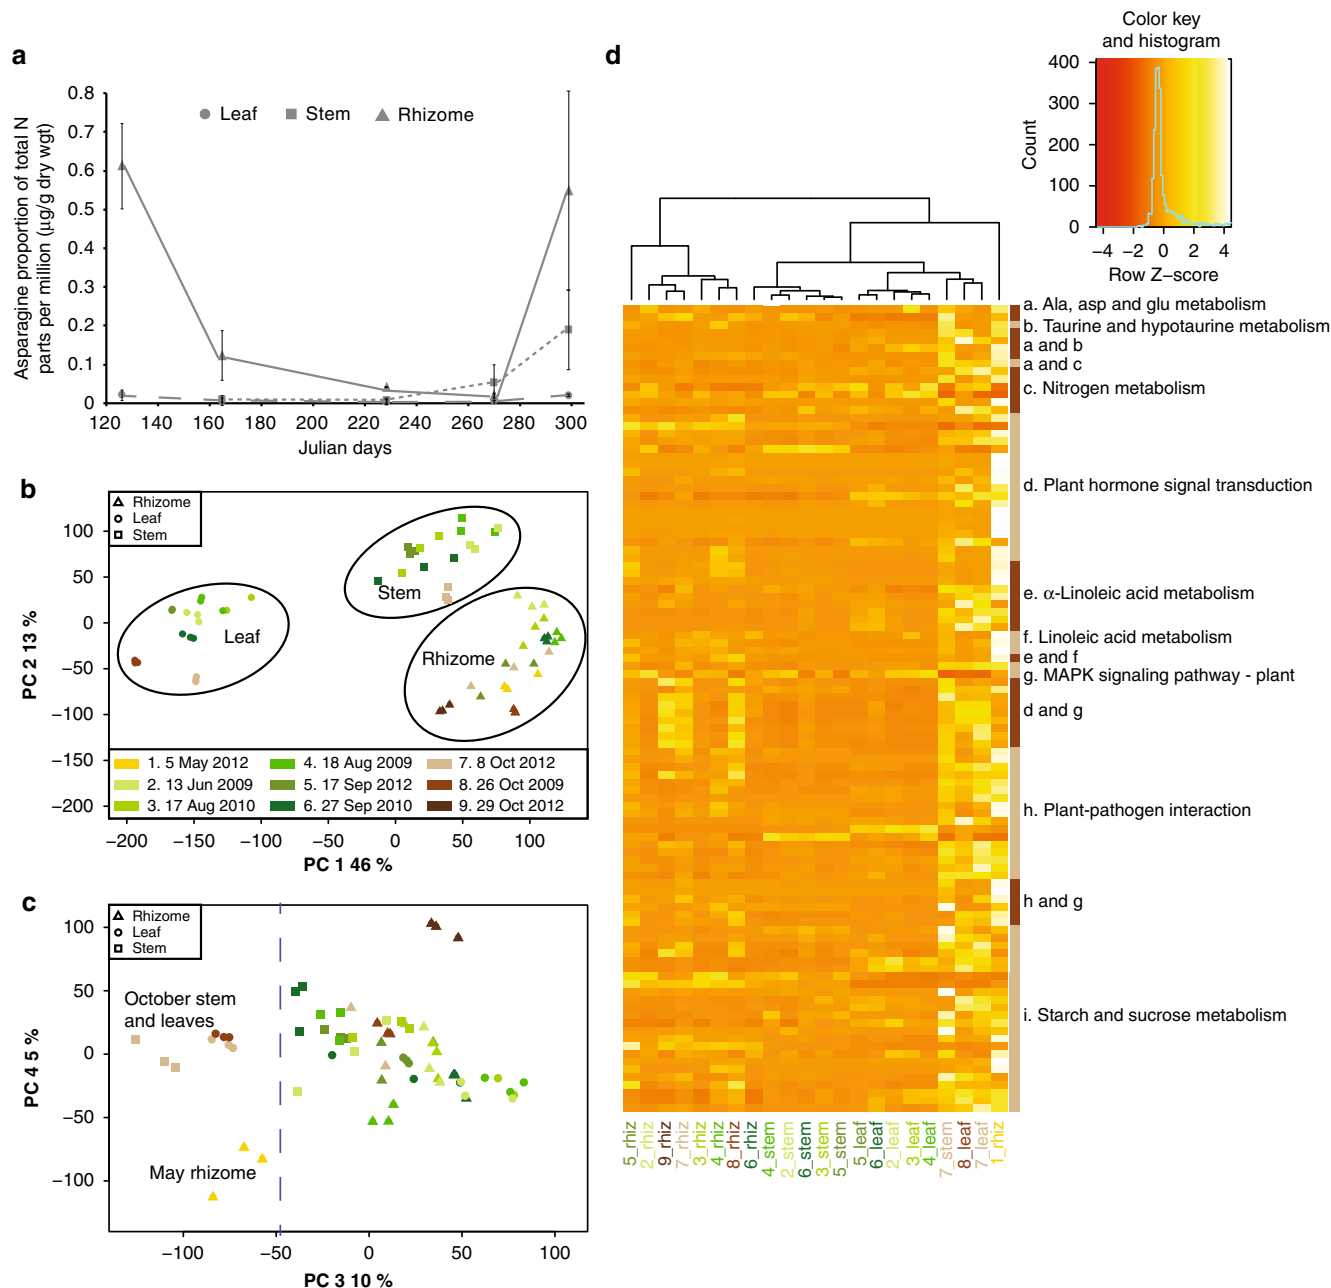 a
Asparagine proportion of total N
parts per million (μg/g dry wgt)
0.8
0.7
0.6
0.5
0.4
0.3
0.2
0.1
0
Leaf
Stem
Rhizome
120 140 160 180 200 220 240 260 280 300
Julian days
b
Rhizome
Leaf
Stem
PC 2 13 %
100
50
0
−50
−100
−150
−200
Leaf
Stem
Rhizome
1. 5 May 2012
2. 13 Jun 2009
3. 17 Aug 2010
4. 18 Aug 2009
5. 17 Sep 2012
6. 27 Sep 2010
7. 8 Oct 2012
8. 26 Oct 2009
9. 29 Oct 2012
−200 −150 −100 −50 0 50 100
PC 1 46 %
c
Rhizome
Leaf
Stem
PC 4 5 %
100
50
0
−50
−100
October stem
and leaves
May rhizome
−100 −50 0 50 100
PC 3 10 %
d
Color key
and histogram
Count
400
300
200
100
0
−4 −2 0 2 4
Row Z−score
a. Ala, asp and glu metabolism
b. Taurine and hypotaurine metabolism
a and b
a and c
c. Nitrogen metabolism
d. Plant hormone signal transduction
e. α-Linoleic acid metabolism
f. Linoleic acid metabolism
e and f
g. MAPK signaling pathway - plant
d and g
h. Plant-pathogen interaction
h and g
i. Starch and sucrose metabolism
5_rhiz
2_rhiz
9_rhiz
7_rhiz
3_rhiz
4_rhiz
8_rhiz
6_rhiz
4_stem
2_stem
6_stem
3_stem
5_stem
5_leaf
6_leaf
2_leaf
3_leaf
4_leaf
7_stem
8_leaf
7_leaf
1_rhiz